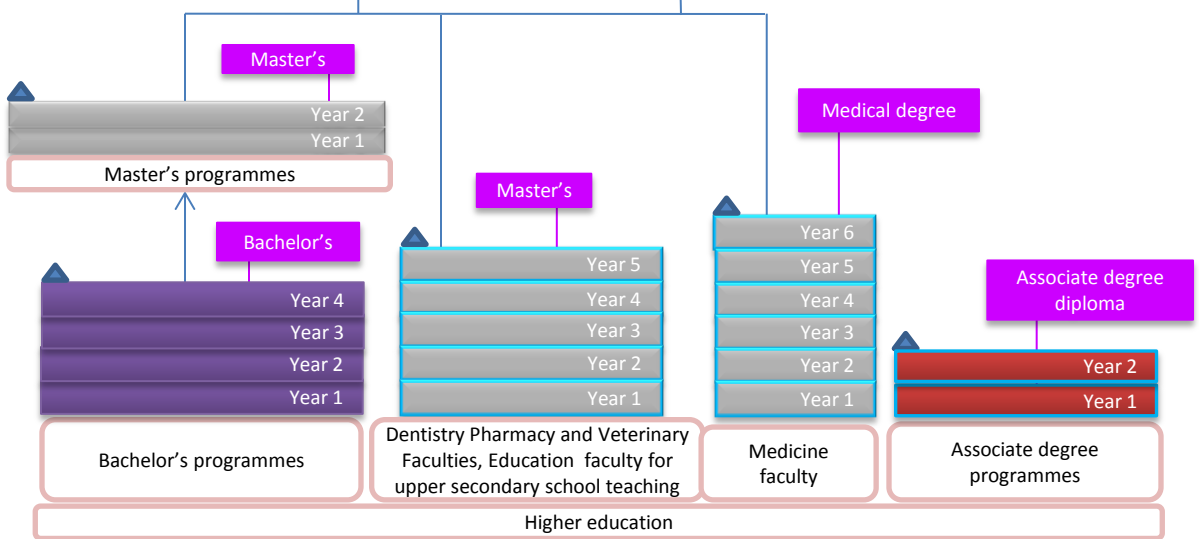 Master's
Year 2
Year 1
Master's programmes
Bachelor's
Year 4
Year 3
Year 2
Year 1
Bachelor's programmes
Master's
Year 5
Year 4
Year 3
Year 2
Year 1
Dentistry Pharmacy and Veterinary
Faculties, Education faculty for
upper secondary school teaching
Medical degree
Year 6
Year 5
Year 4
Year 3
Year 2
Year 1
Medicine
faculty
Associate degree
diploma
Year 2
Year 1
Associate degree
programmes
Higher education